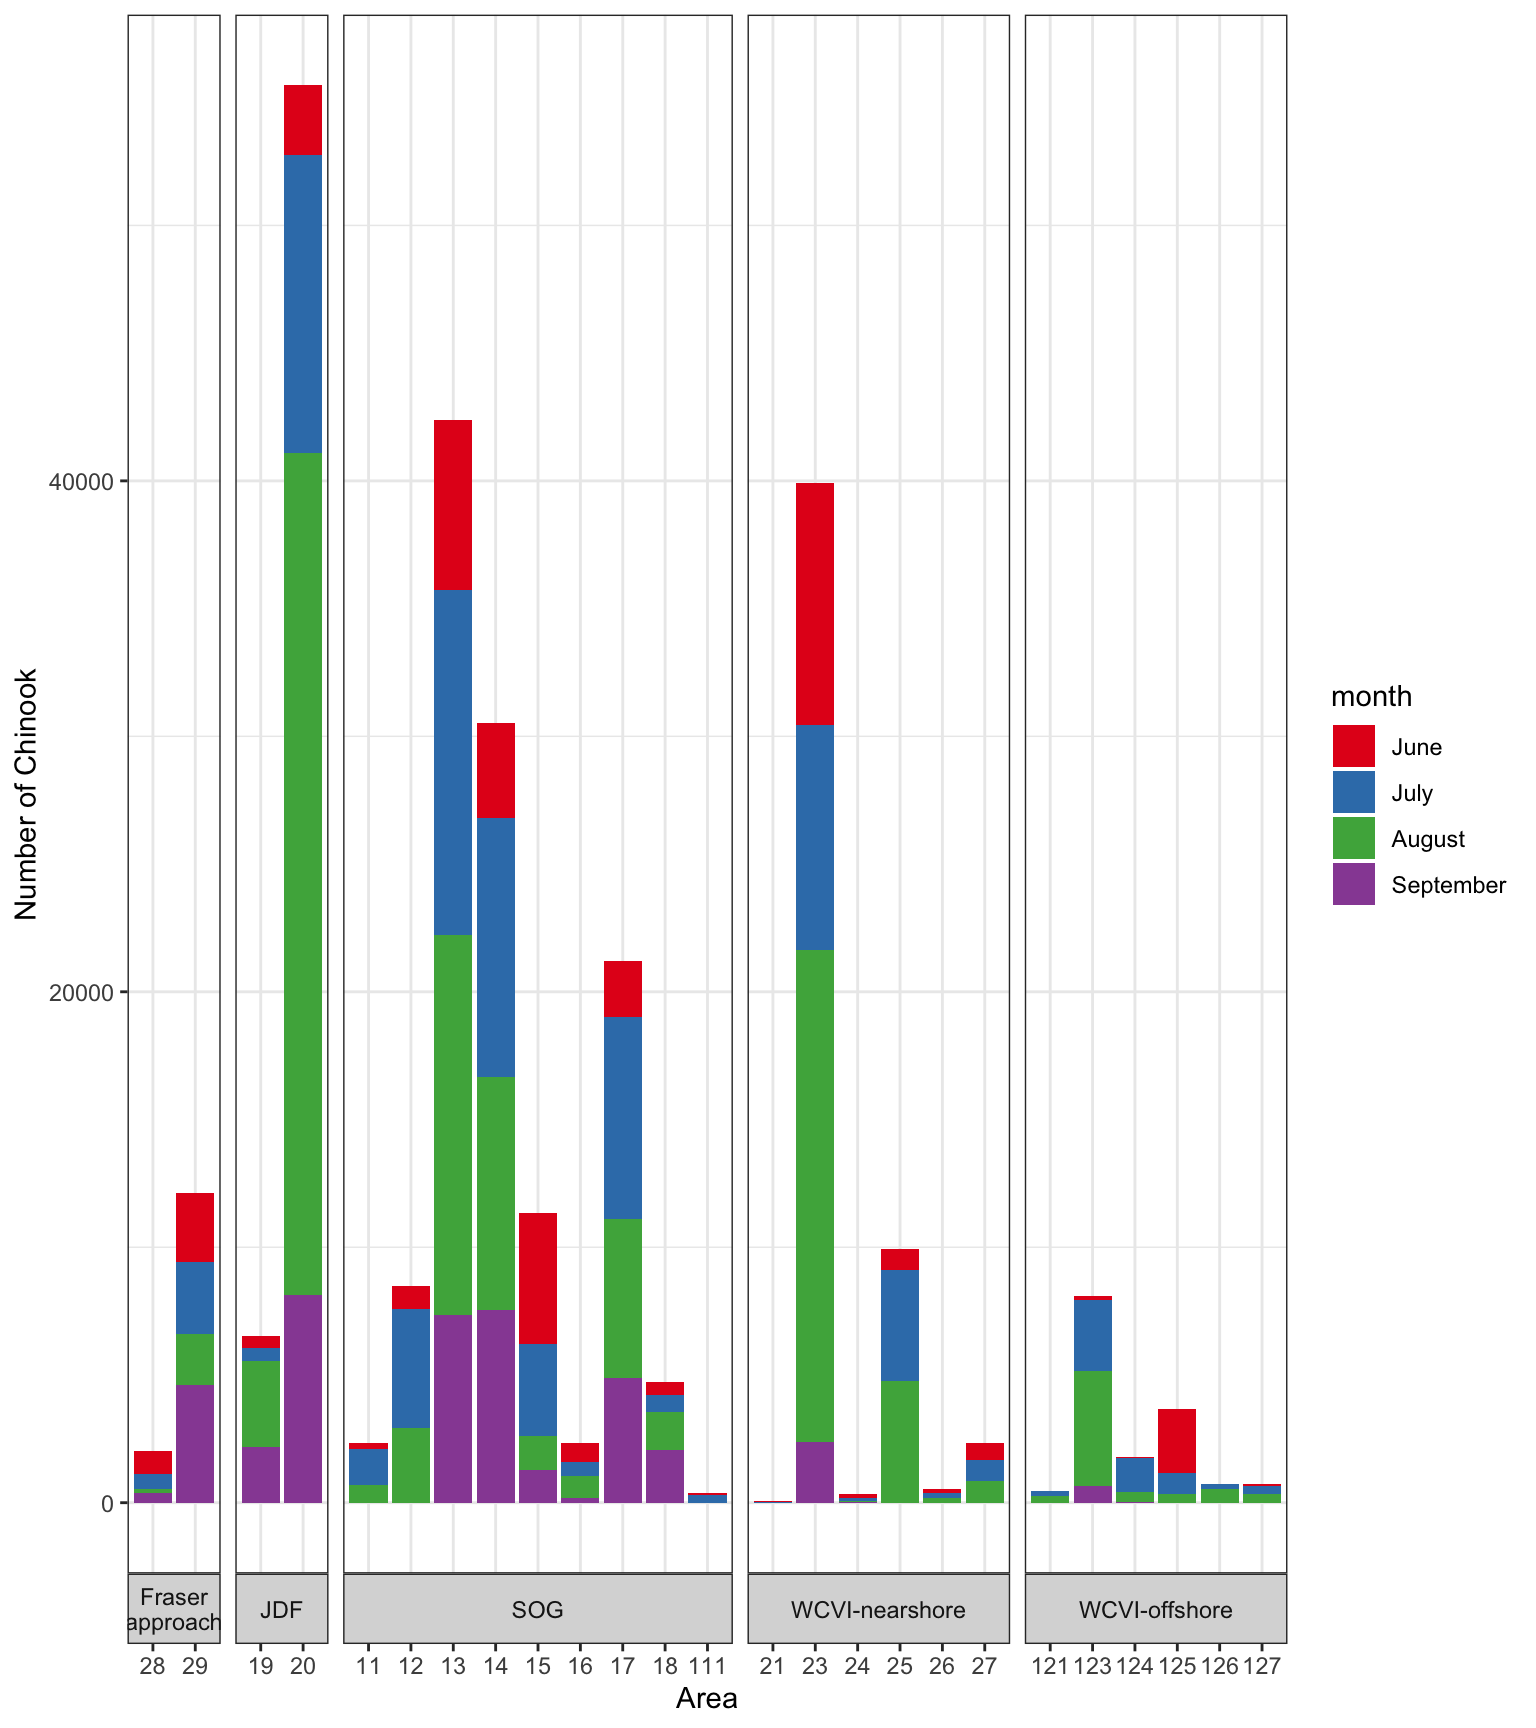 Number of Chinook
40000
20000
0
Fraser
approach
JDF
SOG
WCVI-nearshore
WCVI-offshore
28 29 19 20 11 12 13 14 15 16 17 18 111 21 23 24 25 26 27 121 123 124 125 126 127
Area
month
June
July
August
September